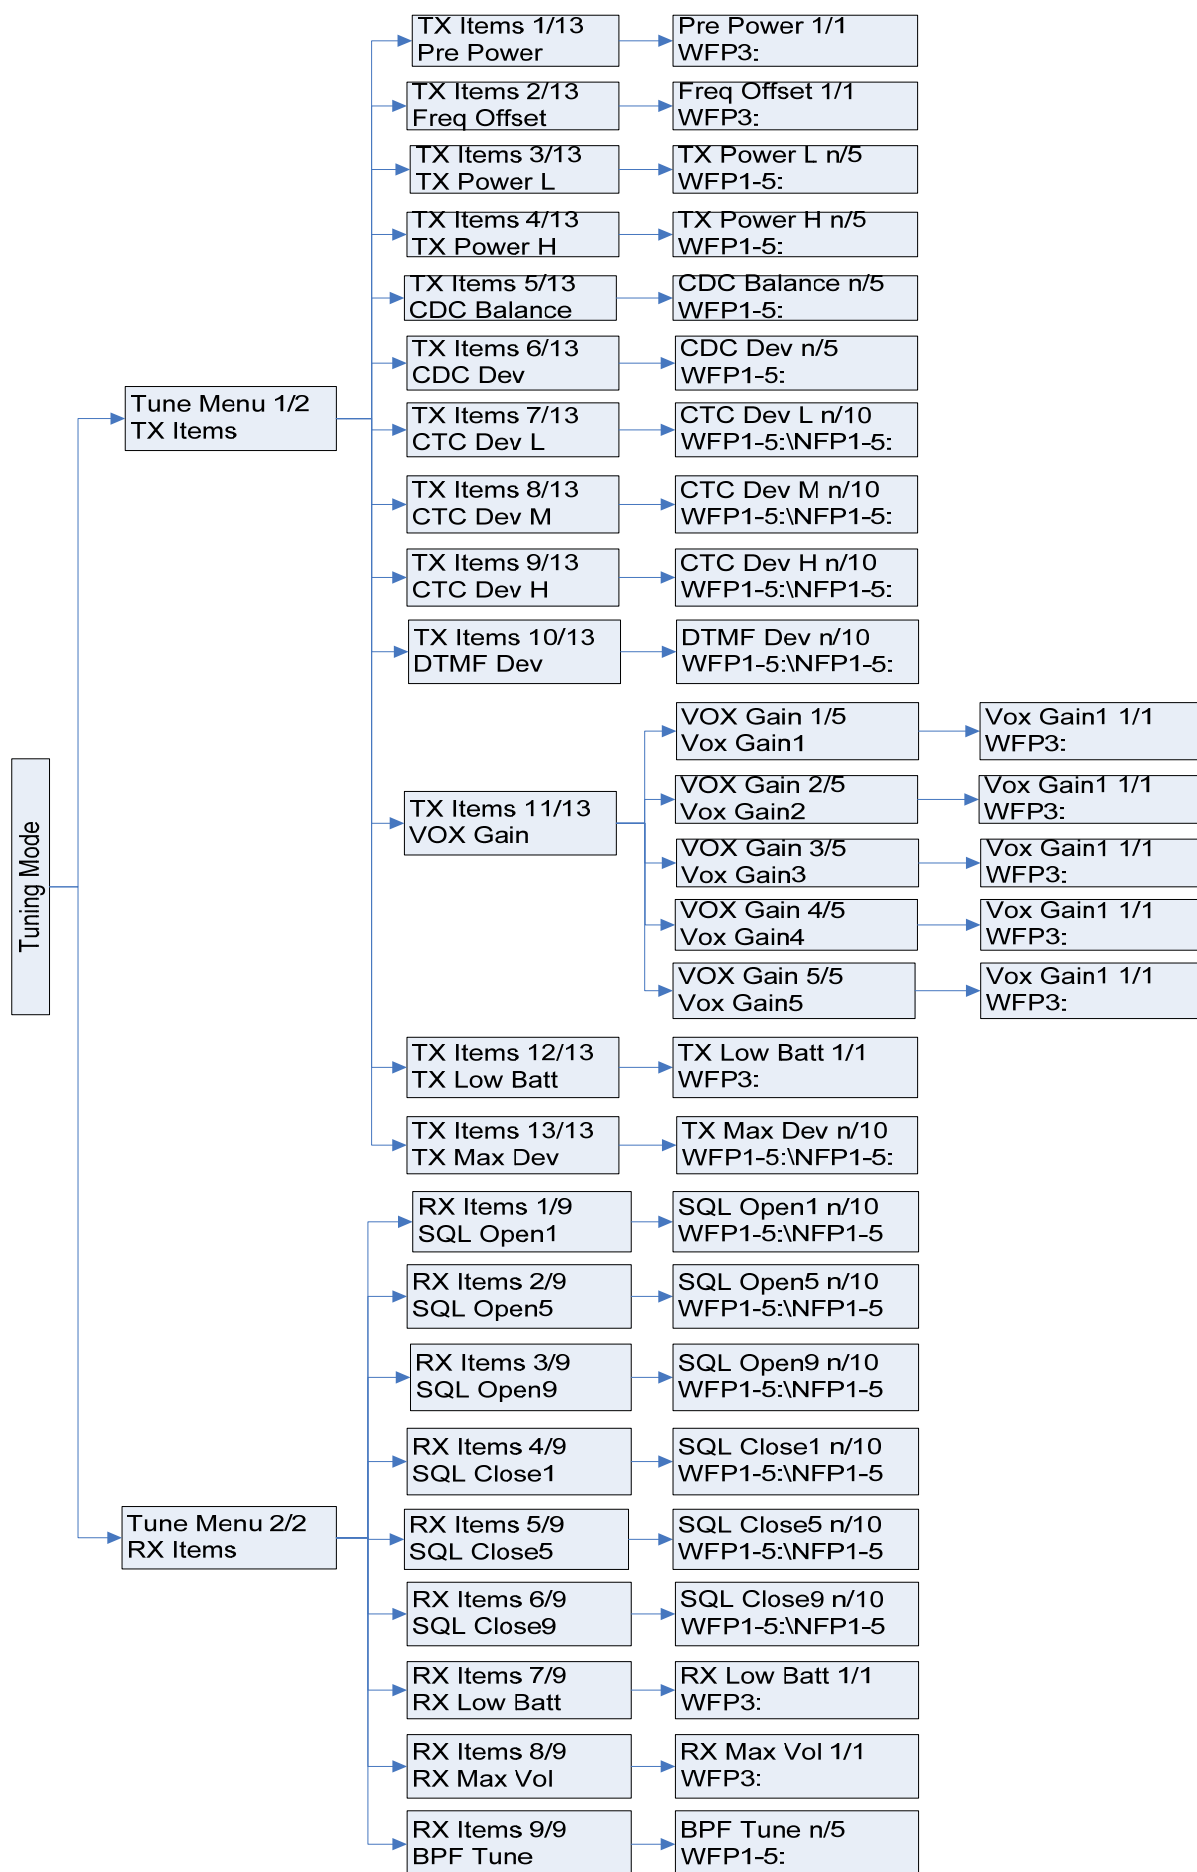 Tuning Mode
Tune Menu 1/2
TX Items
TX Items 1/13
Pre Power
Pre Power 1/1
WFP3:
TX Items 2/13
Freq Offset
Freq Offset 1/1
WFP3:
TX Items 3/13
TX Power L
TX Power L n/5
WFP1-5:
TX Items 4/13
TX Power H
TX Power H n/5
WFP1-5:
TX Items 5/13
CDC Balance
CDC Balance n/5
WFP1-5:
TX Items 6/13
CDC Dev
CDC Dev n/5
WFP1-5:
TX Items 7/13
CTC Dev L
CTC Dev L n/10
WFP1-5:\NFP1-5:
TX Items 8/13
CTC Dev M
CTC Dev M n/10
WFP1-5:\NFP1-5:
TX Items 9/13
CTC Dev H
CTC Dev H n/10
WFP1-5:\NFP1-5:
TX Items 10/13
DTMF Dev
DTMF Dev n/10
WFP1-5:\NFP1-5:
TX Items 11/13
VOX Gain
VOX Gain 1/5
Vox Gain1
Vox Gain1 1/1
WFP3:
VOX Gain 2/5
Vox Gain2
Vox Gain1 1/1
WFP3:
VOX Gain 3/5
Vox Gain3
Vox Gain1 1/1
WFP3:
VOX Gain 4/5
Vox Gain4
Vox Gain1 1/1
WFP3:
VOX Gain 5/5
Vox Gain5
Vox Gain1 1/1
WFP3:
TX Items 12/13
TX Low Batt
TX Low Batt 1/1
WFP3:
TX Items 13/13
TX Max Dev
TX Max Dev n/10
WFP1-5:\NFP1-5:
Tune Menu 2/2
RX Items
RX Items 1/9
SQL Open1
SQL Open1 n/10
WFP1-5:\NFP1-5
RX Items 2/9
SQL Open5
SQL Open5 n/10
WFP1-5:\NFP1-5
RX Items 3/9
SQL Open9
SQL Open9 n/10
WFP1-5:\NFP1-5
RX Items 4/9
SQL Close1
SQL Close1 n/10
WFP1-5:\NFP1-5
RX Items 5/9
SQL Close5
SQL Close5 n/10
WFP1-5:\NFP1-5
RX Items 6/9
SQL Close9
SQL Close9 n/10
WFP1-5:\NFP1-5
RX Items 7/9
RX Low Batt
RX Low Batt 1/1
WFP3:
RX Items 8/9
RX Max Vol
RX Max Vol 1/1
WFP3:
RX Items 9/9
BPF Tune
BPF Tune n/5
WFP1-5: